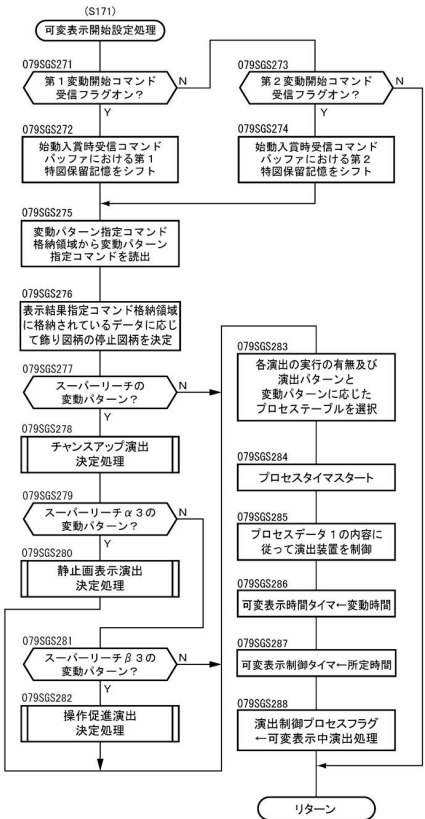 (S171)
可変表示開始設定処理
079SGS271
第1変動開始コマンド
受信フラグオン？
N
Y
079SGS273
第2変動開始コマンド
受信フラグオン？
N
Y
079SGS272
始動入賞時受信コマンド
バッファにおける第1
特図保留記憶をシフト
079SGS274
始動入賞時受信コマンド
バッファにおける第2
特図保留記憶をシフト
079SGS275
変動パターン指定コマンド
格納領域から変動パターン
指定コマンドを読出
079SGS276
表示結果指定コマンド格納領域
に格納されているデータに応じ
て飾り図柄の停止図柄を決定
079SGS277
スーパーリーチの
変動パターン？
N
Y
079SGS278
チャンスアップ演出
決定処理
079SGS279
スーパーリーチα3の
変動パターン？
N
Y
079SGS280
静止画表示演出
決定処理
079SGS281
スーパーリーチβ3の
変動パターン？
N
Y
079SGS282
操作促進演出
決定処理
079SGS283
各演出の実行の有無及び
演出パターンと
変動パターンに応じた
プロセステーブルを選択
079SGS284
プロセスタイマスタート
079SGS285
プロセスデータ1の内容に
従って演出装置を制御
079SGS286
可変表示時間タイマ←変動時間
079SGS287
可変表示制御タイマ←所定時間
079SGS288
演出制御プロセスフラグ
←可変表示中演出処理
リターン